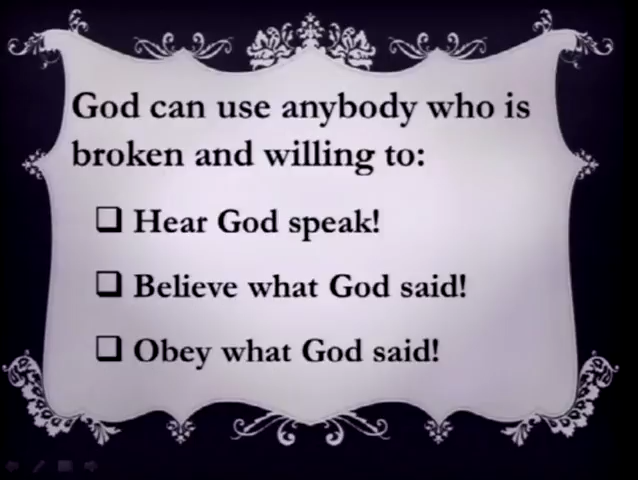 God can use anybody who is
broken and willing to:
❑ Hear God speak!
❑ Believe what God said!
❑ Obey what God said!